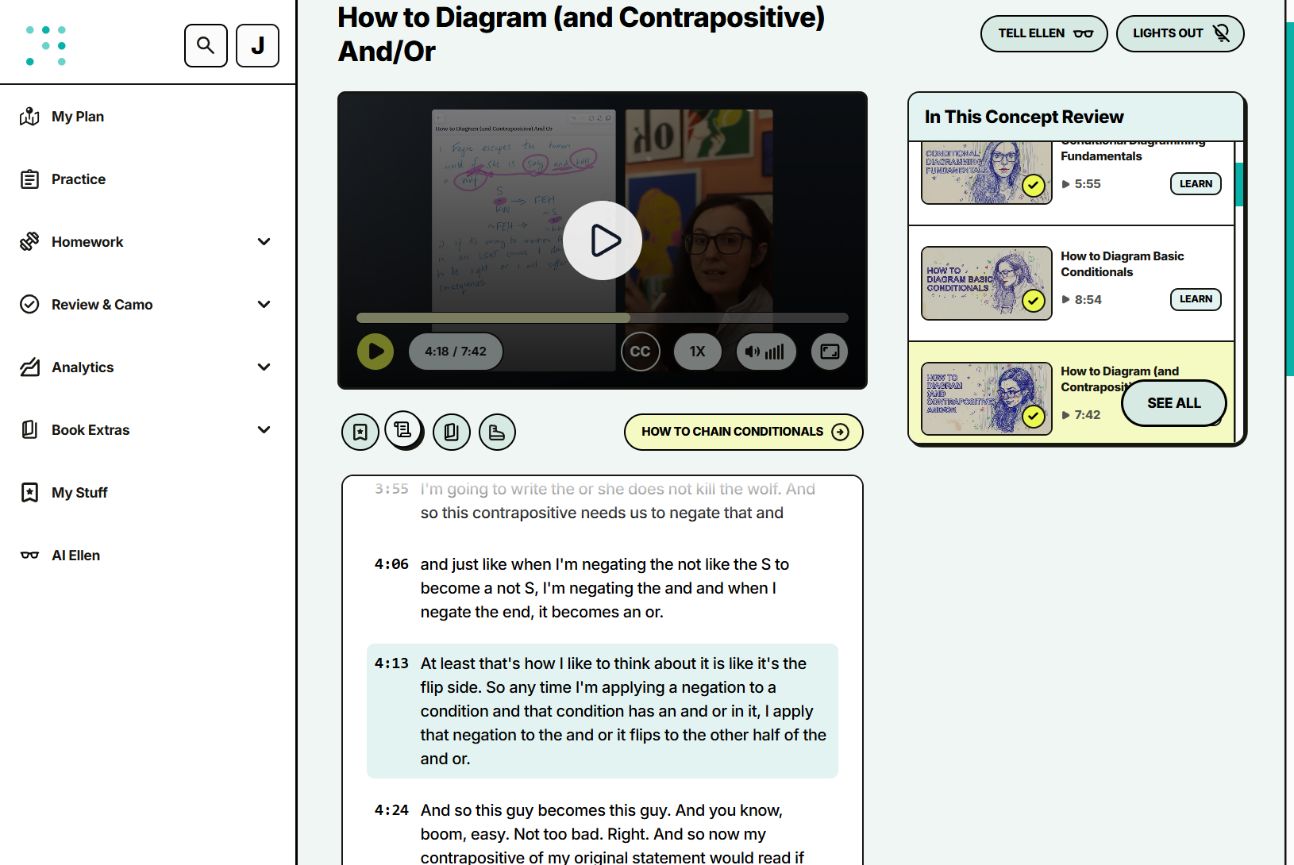 How to Diagram (and Contrapositive)
And/Or
TELL ELLEN
LIGHTS OUT
J
My Plan
Practice
Homework
Review & Camo
Analytics
Book Extras
My Stuff
AI Ellen
How to Diagram (and Contrapositive) And/Or
4:18 / 7:42
CC
1X
HOW TO CHAIN CONDITIONALS
In This Concept Review
CONDITIONAL
DIAGRAMMING
FUNDAMENTALS
Conditional Diagramming
Fundamentals
5:55
LEARN
HOW TO
DIAGRAM BASIC
CONDITIONALS
How to Diagram Basic
Conditionals
8:54
LEARN
HOW TO
DIAGRAM
(AND
CONTRAPOSITIVE)
AND/OR
How to Diagram (and
7:42
SEE ALL
3:55 I'm going to write the or she does not kill the wolf. And
so this contrapositive needs us to negate that and
4:06 and just like when I'm negating the not like the S to
become a not S, I'm negating the and and when I
negate the end, it becomes an or.
4:13 At least that's how I like to think about it is like it's the
flip side. So any time I'm applying a negation to a
condition and that condition has an and or in it, I apply
that negation to the and or it flips to the other half of the
and or.
4:24 And so this guy becomes this guy. And you know,
boom, easy. Not too bad. Right. And so now my
contrapositive of my original statement would read if